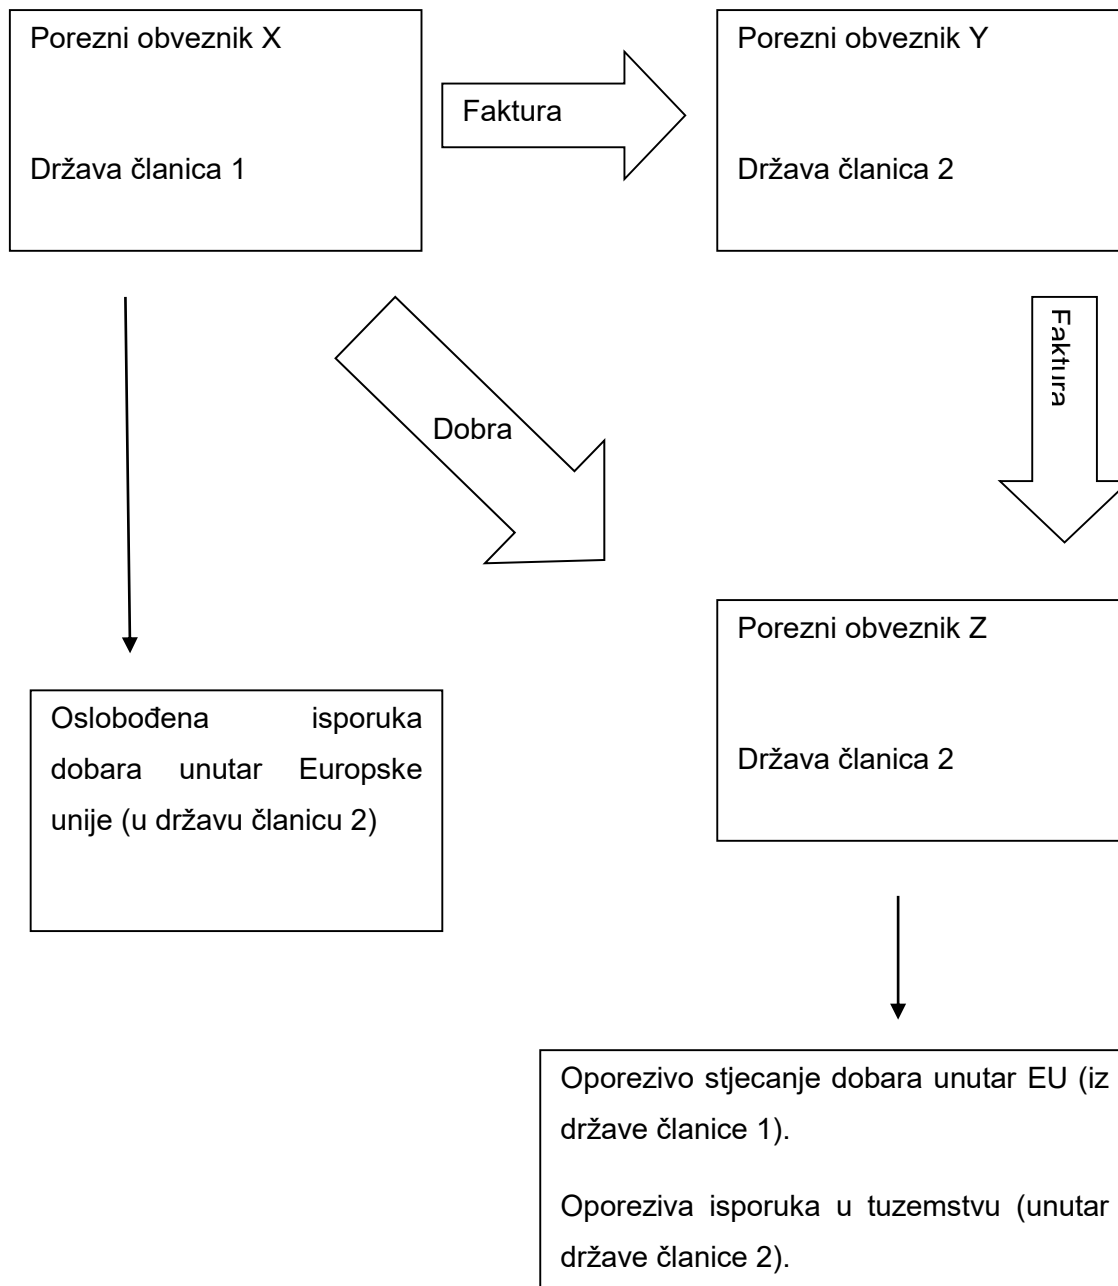 Porezni obveznik X
Država članica 1
Faktura
Porezni obveznik Y
Država članica 2
Faktura
Dobra
Porezni obveznik Z
Država članica 2
Oslobođena isporuka
dobara unutar Europske
unije (u državu članicu 2)
Oporezivo stjecanje dobara unutar EU (iz
države članice 1).
Oporeziva isporuka u tuzemstvu (unutar
države članice 2).